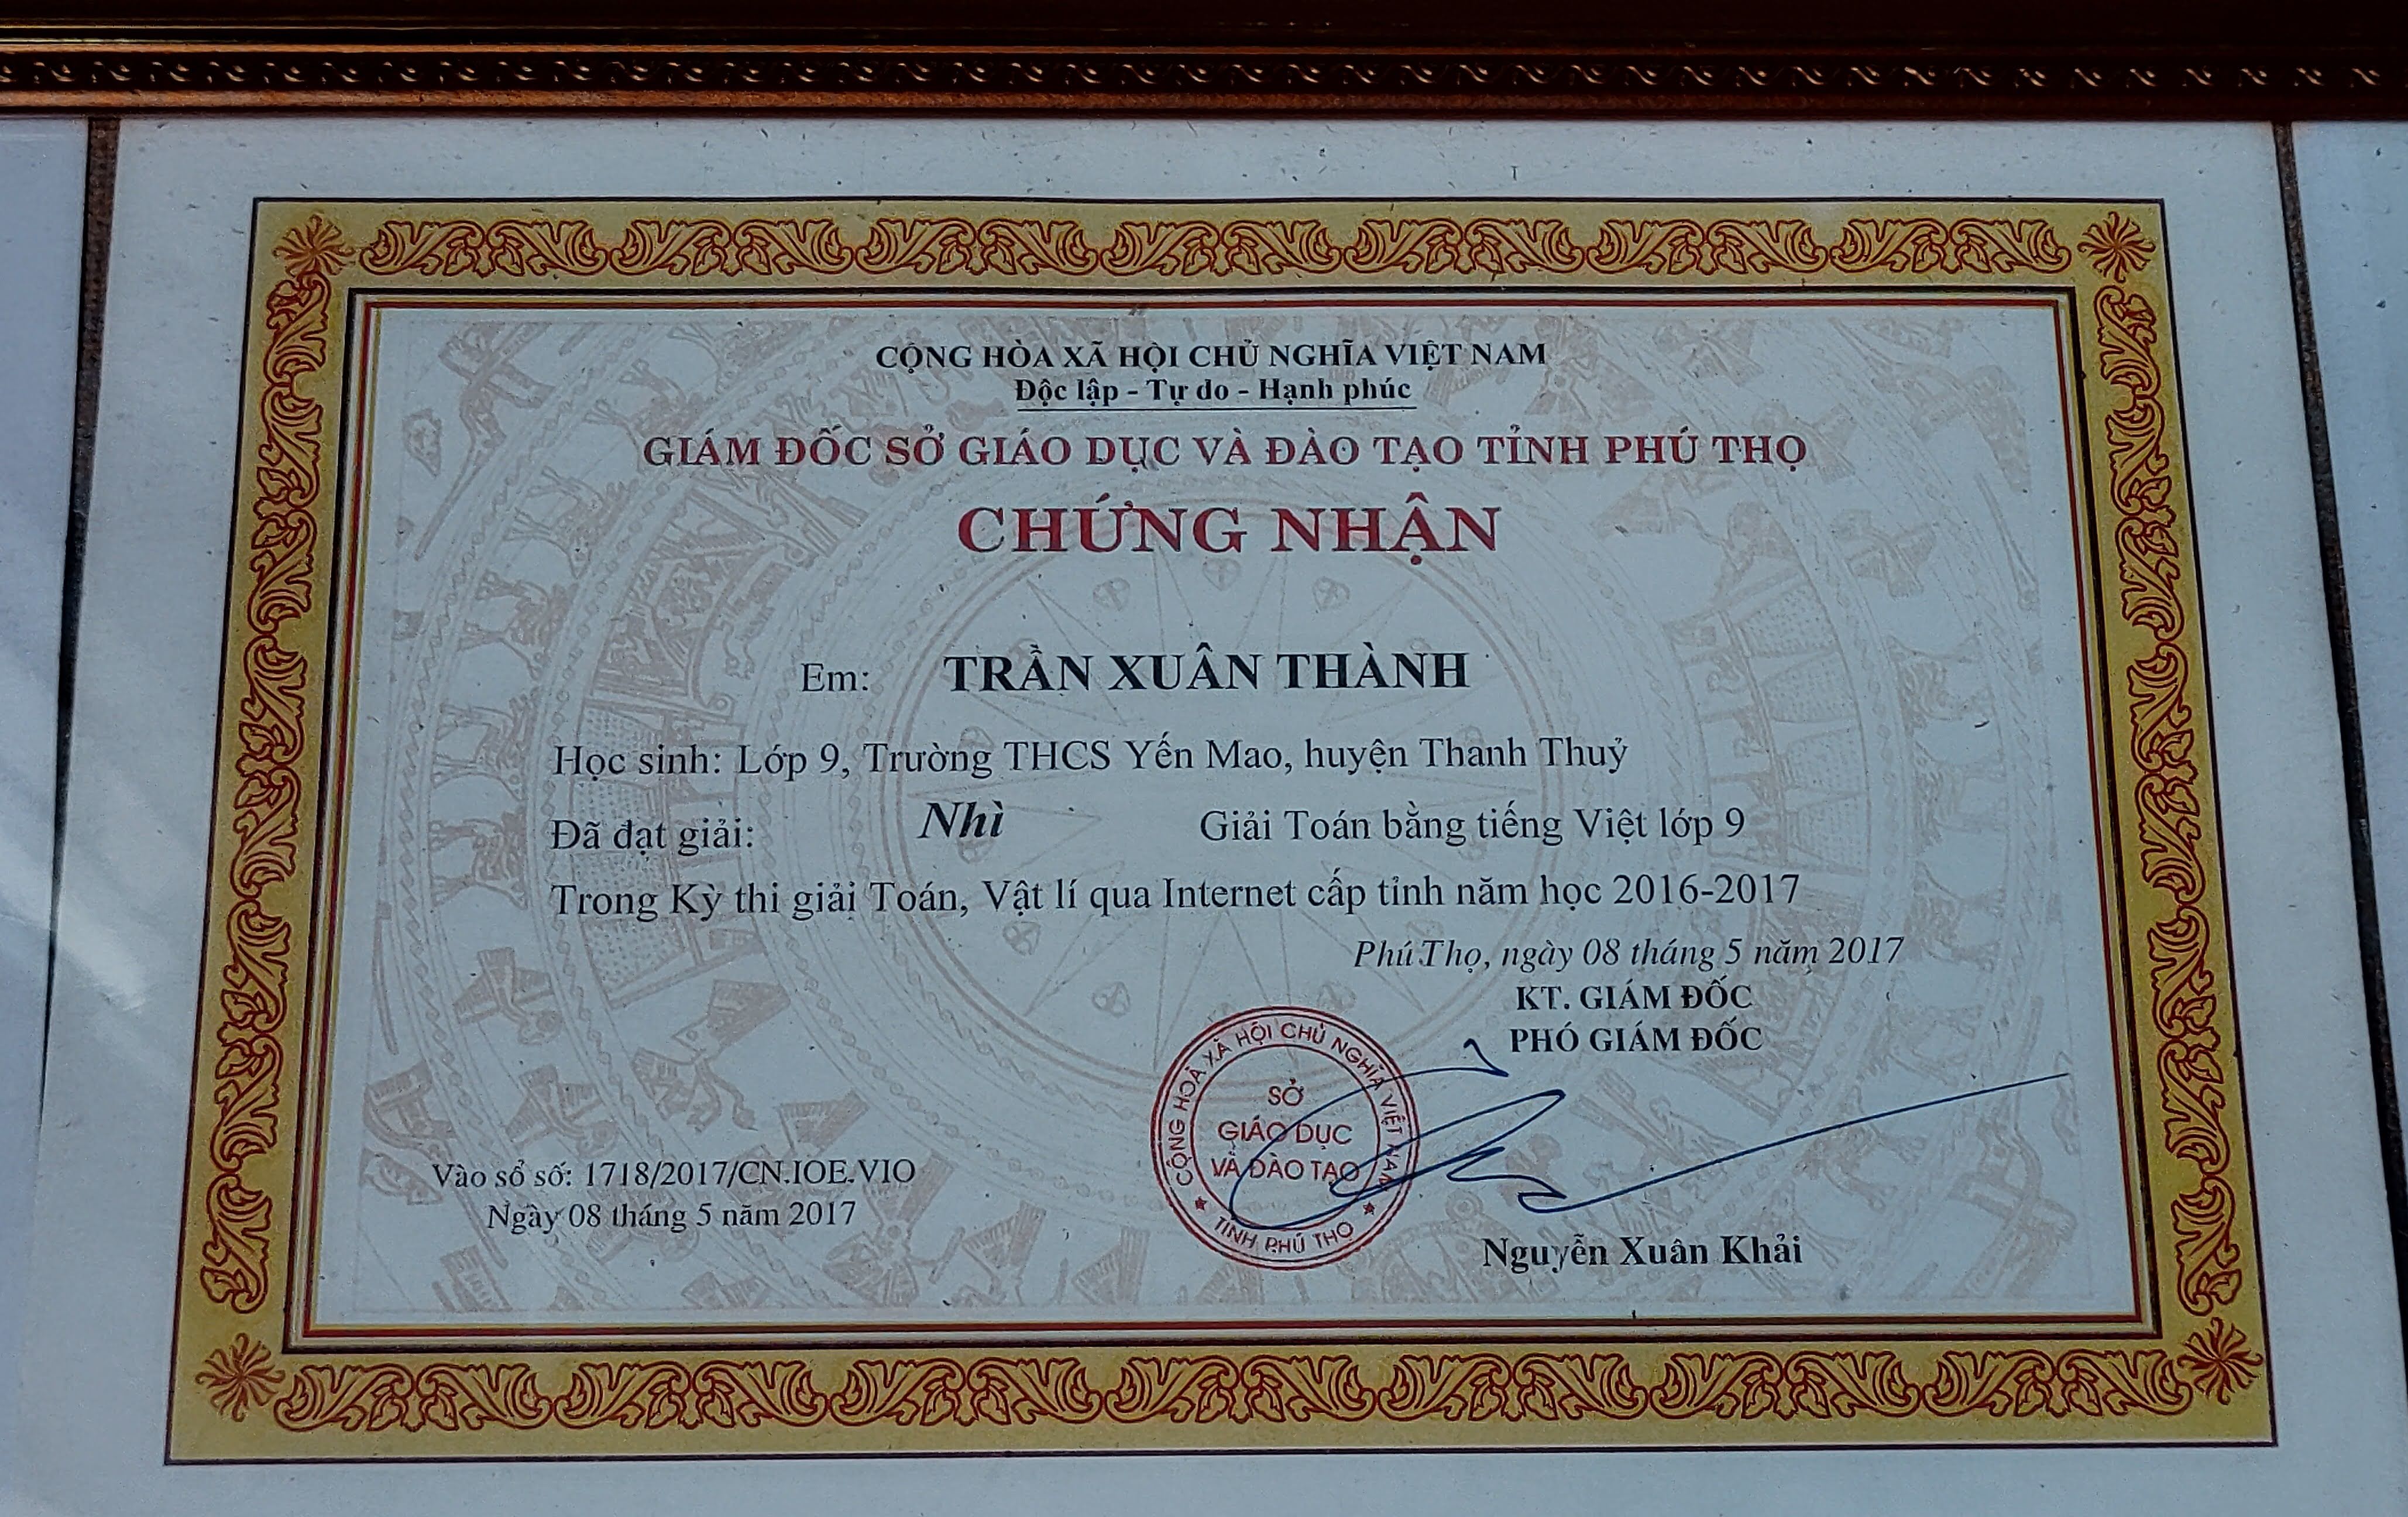 CỘNG HÒA XÃ HỘI CHỦ NGHĨA VIỆT NAM
Độc lập - Tự do - Hạnh phúc
GIÁM ĐỐC SỞ GIÁO DỤC VÀ ĐÀO TẠO TỈNH PHÚ THỌ
CHỨNG NHẬN
Em: TRẦN XUÂN THÀNH
Học sinh: Lớp 9, Trường THCS Yến Mao, huyện Thanh Thuỷ
Đã đạt giải: Nhì Giải Toán bằng tiếng Việt lớp 9
Trong Kỳ thi giải Toán, Vật lí qua Internet cấp tỉnh năm học 2016-2017
Phú Thọ, ngày 08 tháng 5 năm 2017
KT. GIÁM ĐỐC
PHÓ GIÁM ĐỐC
CỘNG HOÀ XÃ HỘI CHỦ NGHĨA VIỆT NAM
SỞ
GIÁO DỤC
VÀ ĐÀO TẠO
TỈNH PHÚ THỌ
Vào sổ số: 1718/2017/CN.IOE.VIO
Ngày 08 tháng 5 năm 2017
Nguyễn Xuân Khải